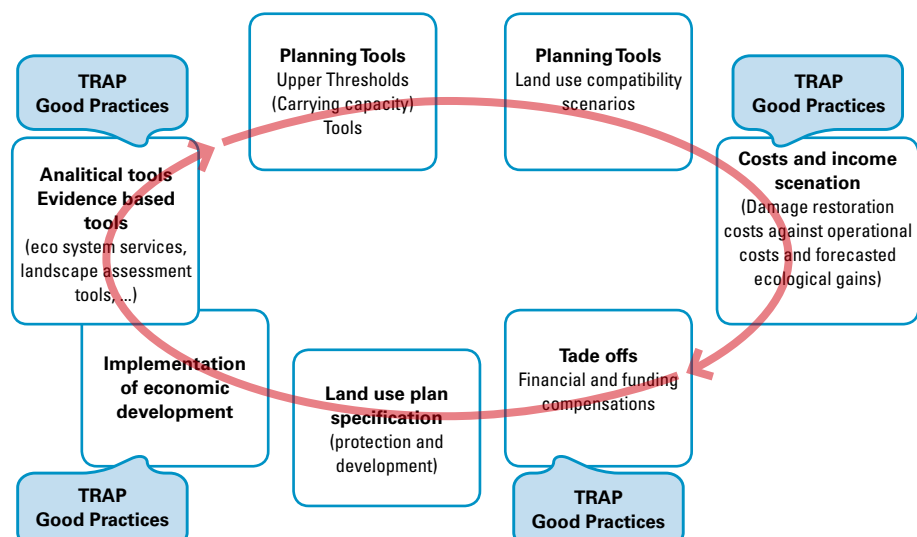 TRAP
Good Practices
Planning Tools
Upper Thresholds
(Carrying capacity)
Tools
Planning Tools
Land use compatibility
scenarios
TRAP
Good Practices
Analitical tools
Evidence based
tools
(eco system services,
landscape assessment
tools, ...)
Costs and income
scenation
(Damage restoration
costs against operational
costs and forecasted
ecological gains)
Implementation
of economic
development
Land use plan
specification
(protection and
development)
Tade offs
Financial and funding
compensations
TRAP
Good Practices
TRAP
Good Practices